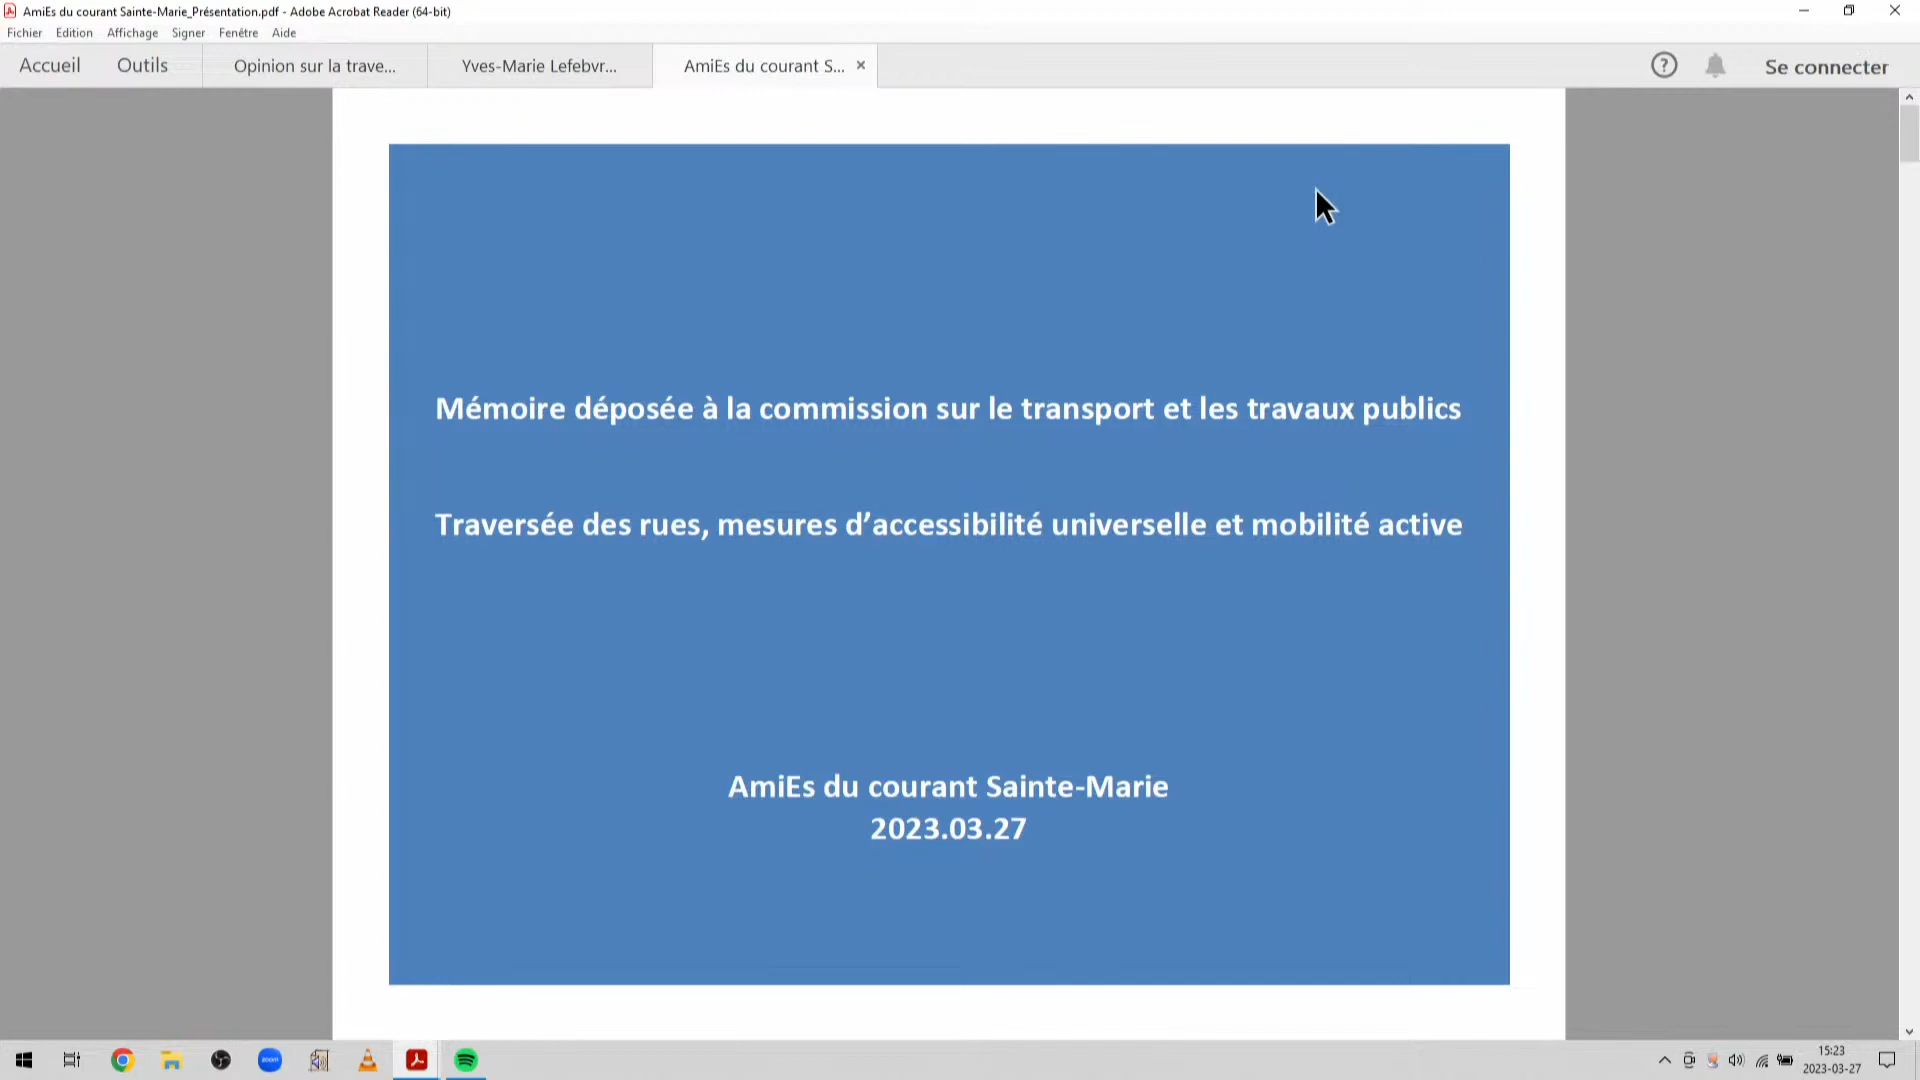 AmiEs du courant Sainte-Marie_Présentation.pdf - Adobe Acrobat Reader (64-bit)
Fichier Edition Affichage Signer Fenêtre Aide
Accueil Outils Opinion sur la trave... Yves-Marie Lefebvr... AmiEs du courant S... × ? Se connecter
Mémoire déposée à la commission sur le transport et les travaux publics
Traversée des rues, mesures d’accessibilité universelle et mobilité active
AmiEs du courant Sainte-Marie
2023.03.27
zoom
15:23
2023-03-27